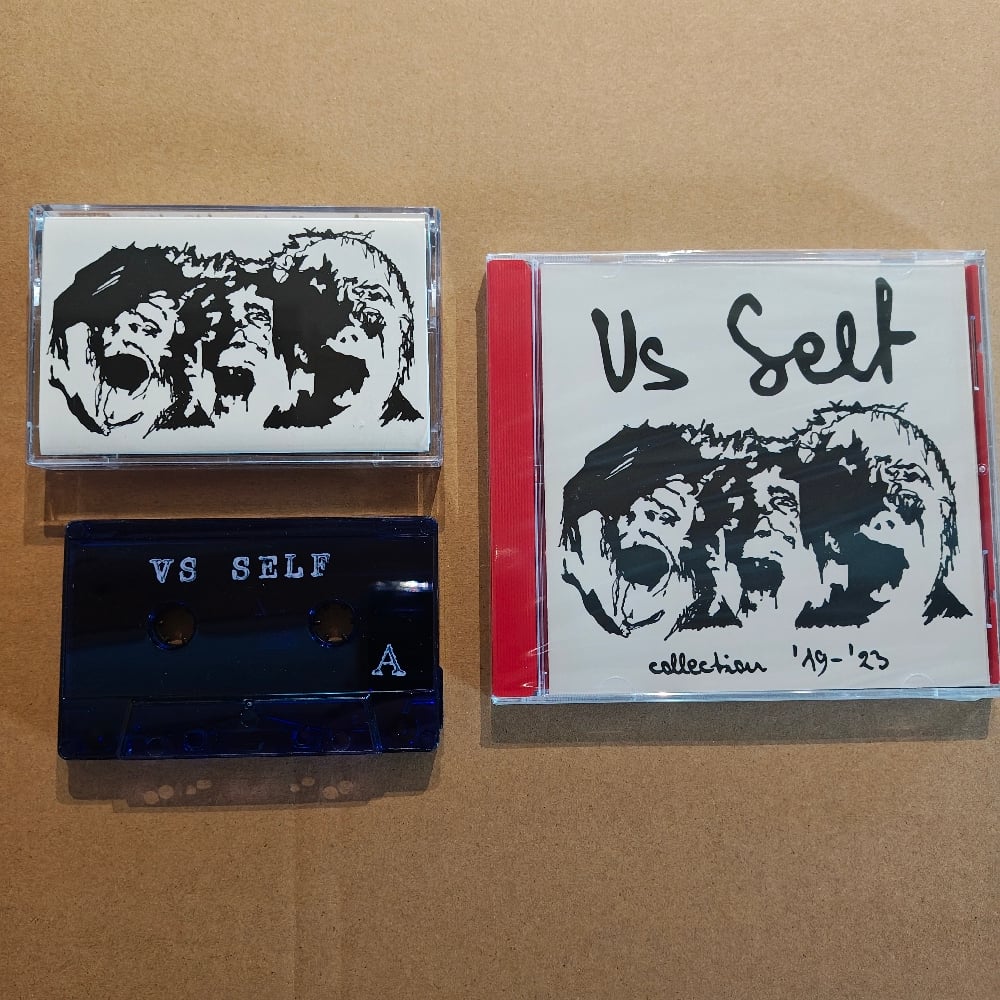 VS SELF
A
Vs Self
collection '19-'23